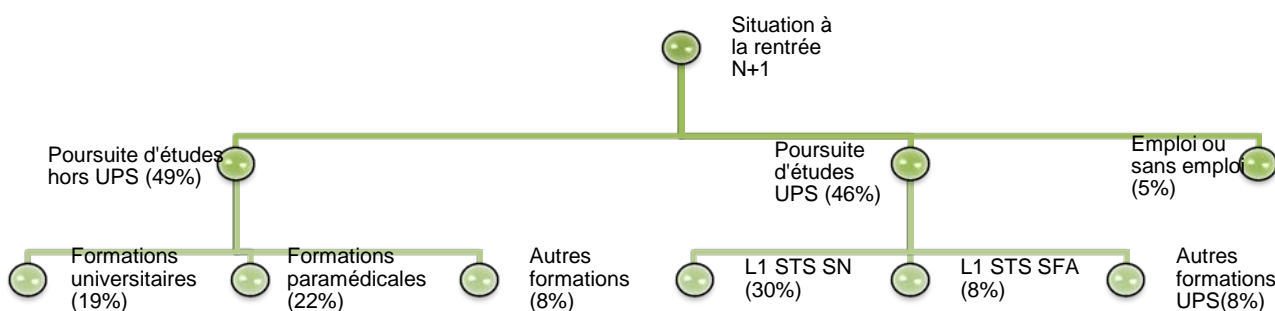 Situation à
la rentrée
N+1
Poursuite d'études
hors UPS (49%)
Poursuite
d'études
UPS (46%)
Emploi ou
sans emploi
(5%)
Formations
universitaires
(19%)
Formations
paramédicales
(22%)
Autres
formations
(8%)
L1 STS SN
(30%)
L1 STS SFA
(8%)
Autres
formations
UPS(8%)